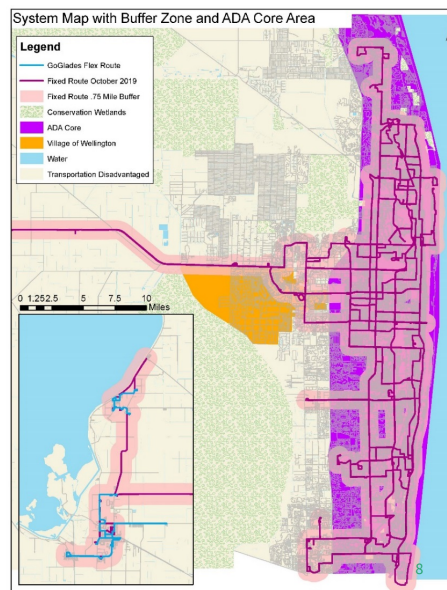 System Map with Buffer Zone and ADA Core Area
Legend
GoGlades Flex Route
Fixed Route October 2019
Fixed Route .75 Mile Buffer
Conservation Wetlands
ADA Core
Village of Wellington
Water
Transportation Disadvantaged
0 1.252.5 5 7.5 10
Miles
8